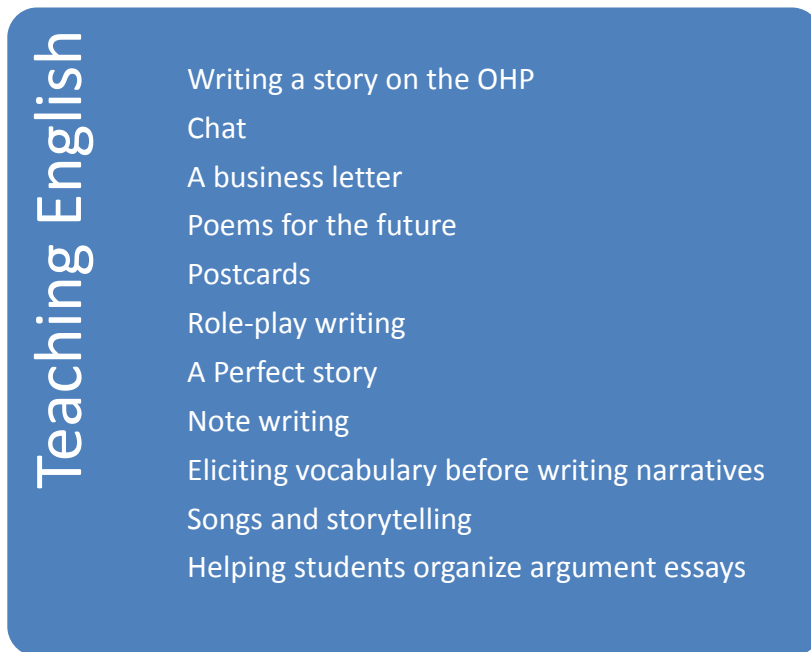 Teaching English
Writing a story on the OHP
Chat
A business letter
Poems for the future
Postcards
Role-play writing
A Perfect story
Note writing
Eliciting vocabulary before writing narratives
Songs and storytelling
Helping students organize argument essays